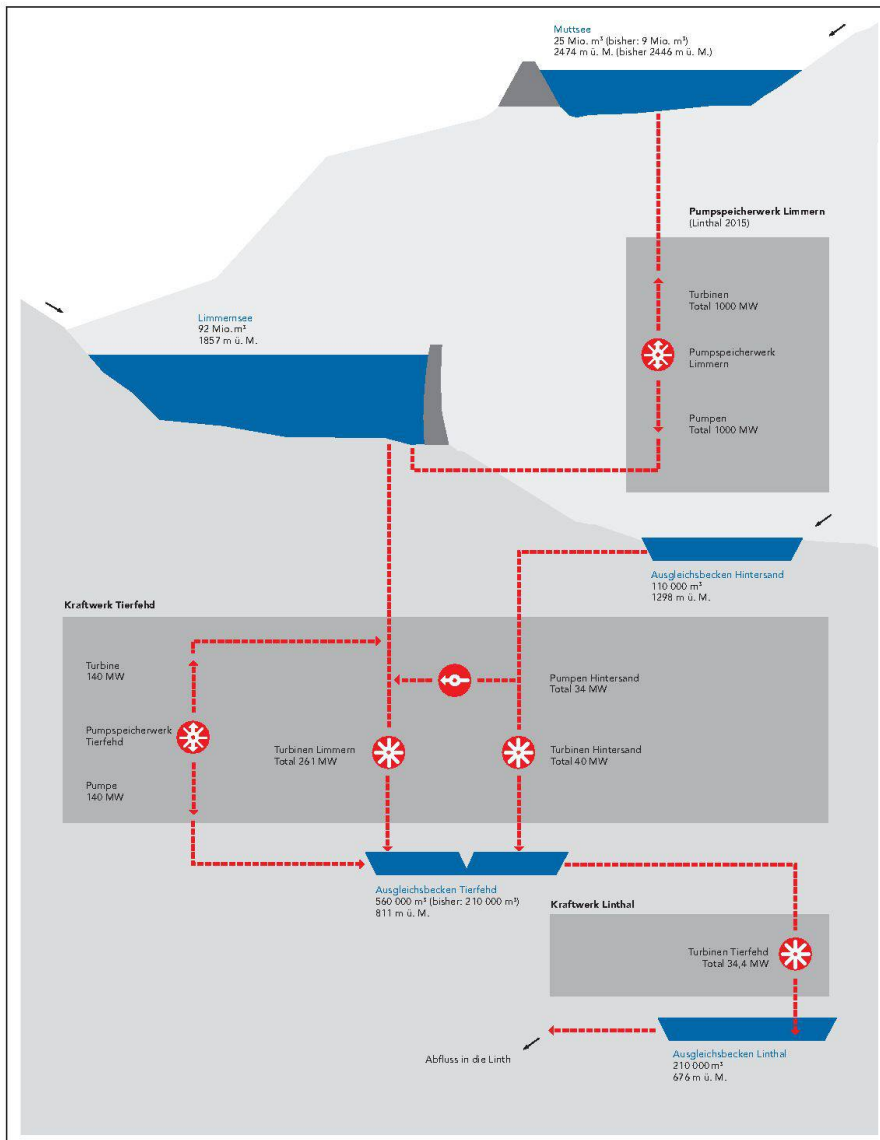 Muttsee
25 Mio. m³ (bisher: 9 Mio. m³)
2474 m ü. M. (bisher 2446 m ü. M.)
Pumpspeicherwerk Limmern
(Linthal 2015)
Turbinen
Total 1000 MW
Pumpspeicherwerk
Limmern
Pumpen
Total 1000 MW
Limmernsee
92 Mio. m³
1857 m ü. M.
Ausgleichsbecken Hintersand
110 000 m³
1298 m ü. M.
Kraftwerk Tierfehd
Turbine
140 MW
Pumpspeicherwerk
Tierfehd
Pumpe
140 MW
Turbinen Limmern
Total 261 MW
Pumpen Hintersand
Total 34 MW
Turbinen Hintersand
Total 40 MW
Ausgleichsbecken Tierfehd
560 000 m³ (bisher: 210 000 m³)
811 m ü. M.
Kraftwerk Linthal
Turbinen Tierfehd
Total 34,4 MW
Abfluss in die Linth
Ausgleichsbecken Linthal
210 000 m³
676 m ü. M.